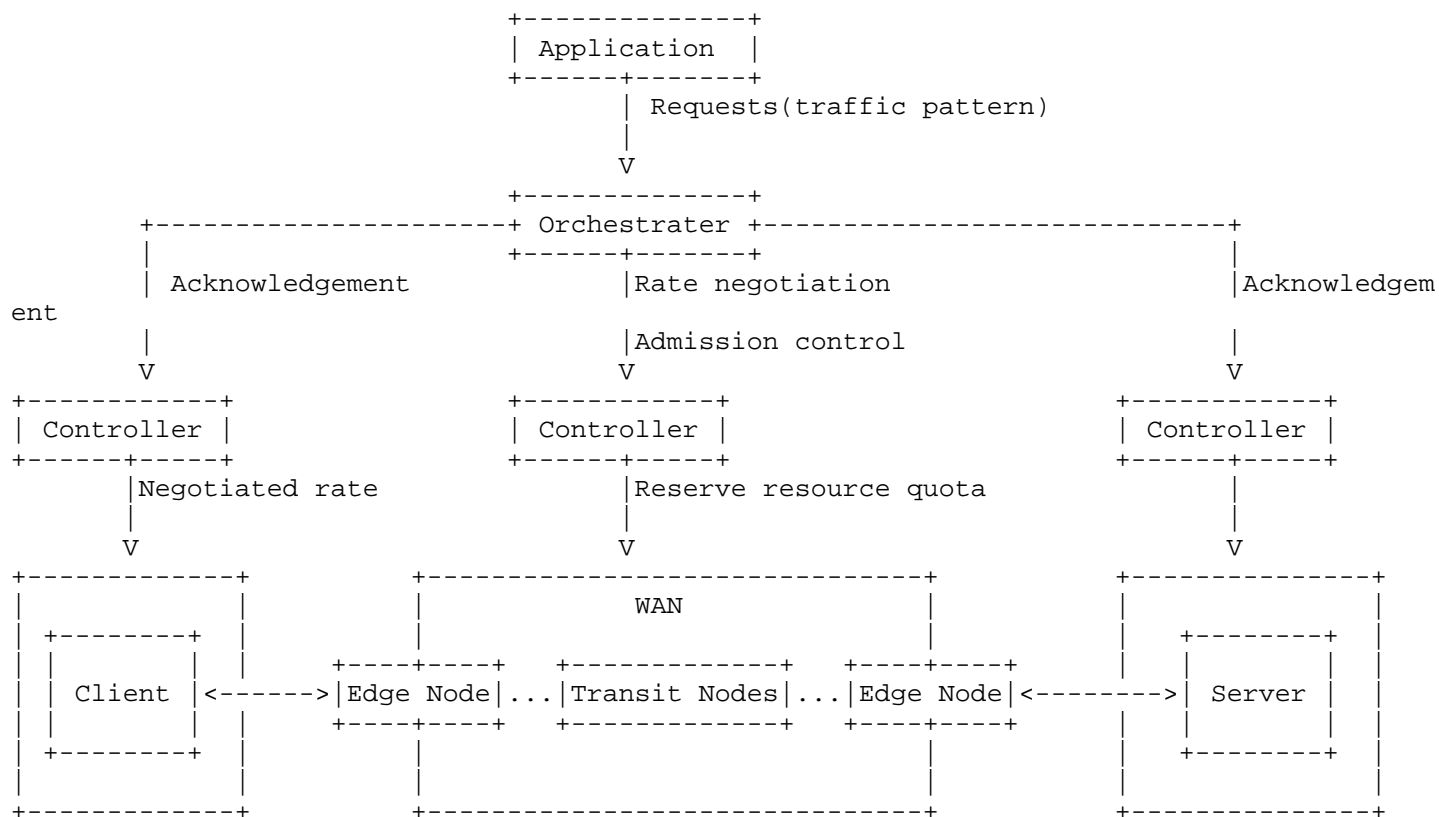 Application
Requests(traffic pattern)
V
Orchestrater
Acknowledgement Rate negotiation Acknowledgem
ent
Admission control
V V V
Controller Controller Controller
Negotiated rate Reserve resource quota
V V V
WAN
Client Edge Node ... Transit Nodes ... Edge Node Server